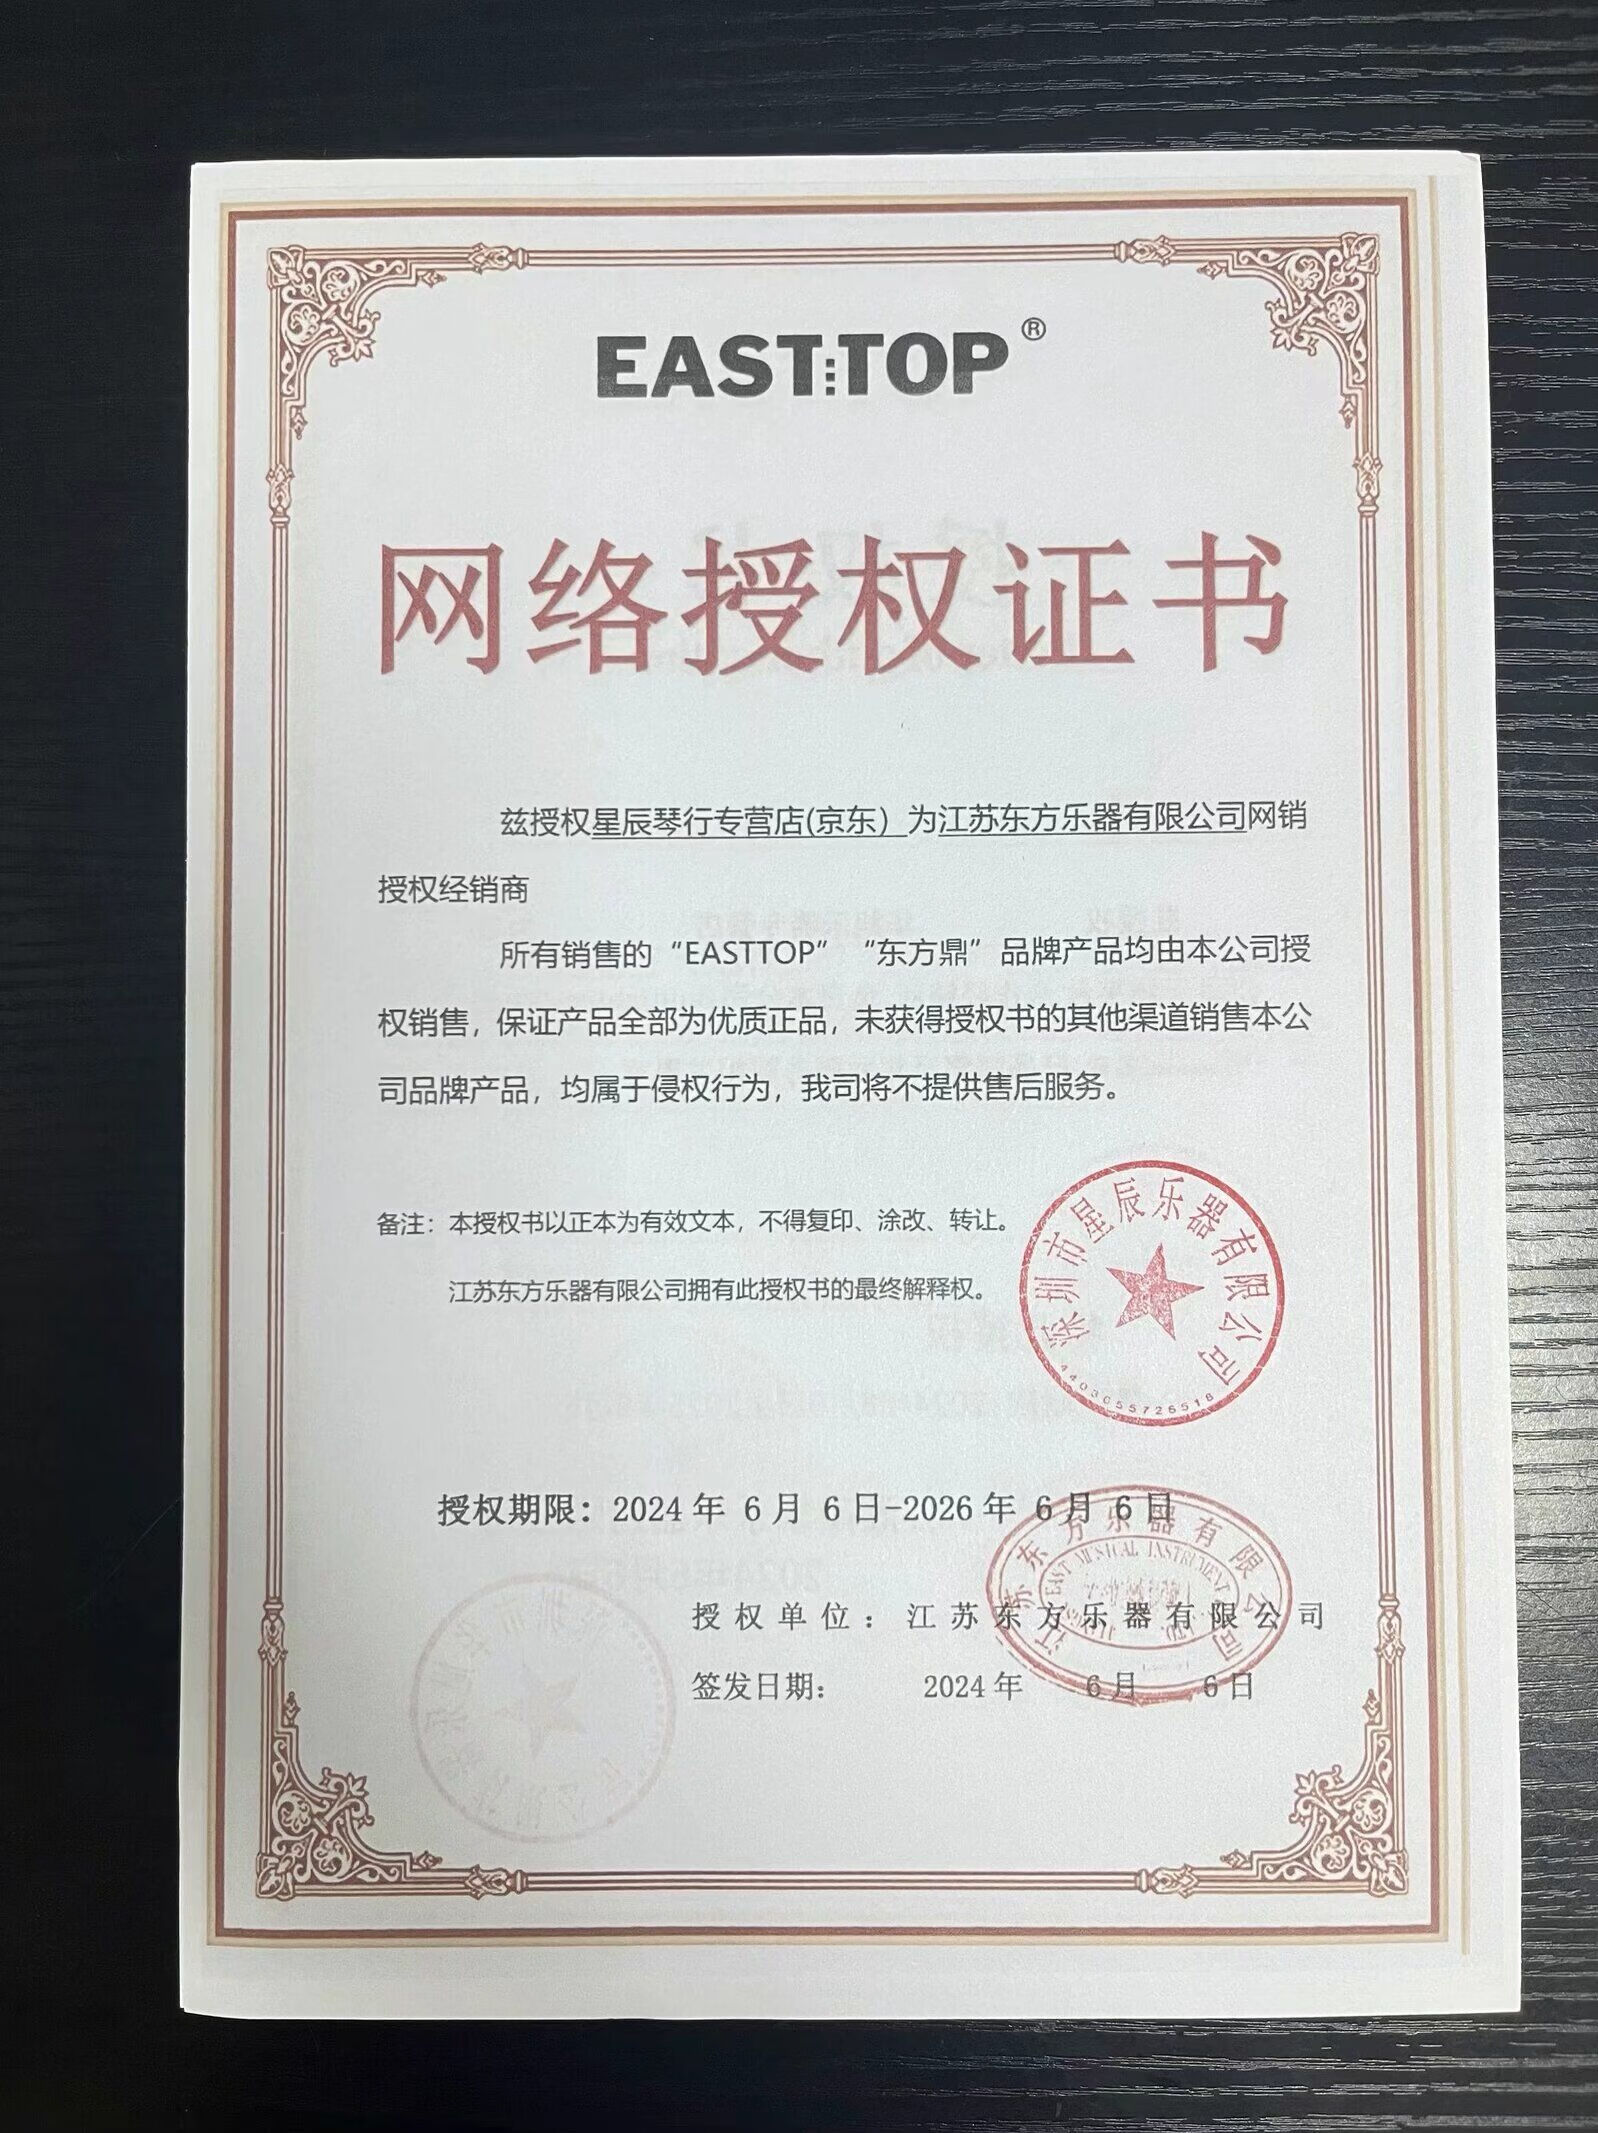 EASTTOP®
网络授权证书
兹授权星辰琴行专营店(京东)为江苏东方乐器有限公司网销
授权经销商
所有销售的“EASTTOP”“东方鼎”品牌产品均由本公司授
权销售，保证产品全部为优质正品，未获得授权书的其他渠道销售本公
司品牌产品，均属于侵权行为，我司将不提供售后服务。
备注：本授权书以正本为有效文本，不得复印、涂改、转让。
江苏东方乐器有限公司拥有此授权书的最终解释权。
深圳市星辰乐器有限公司
授权期限：2024年 6月 6日-2026年 6月 6日
江苏东方乐器有限公司
授权单位：江苏东方乐器有限公司
签发日期： 2024年 6月 6日